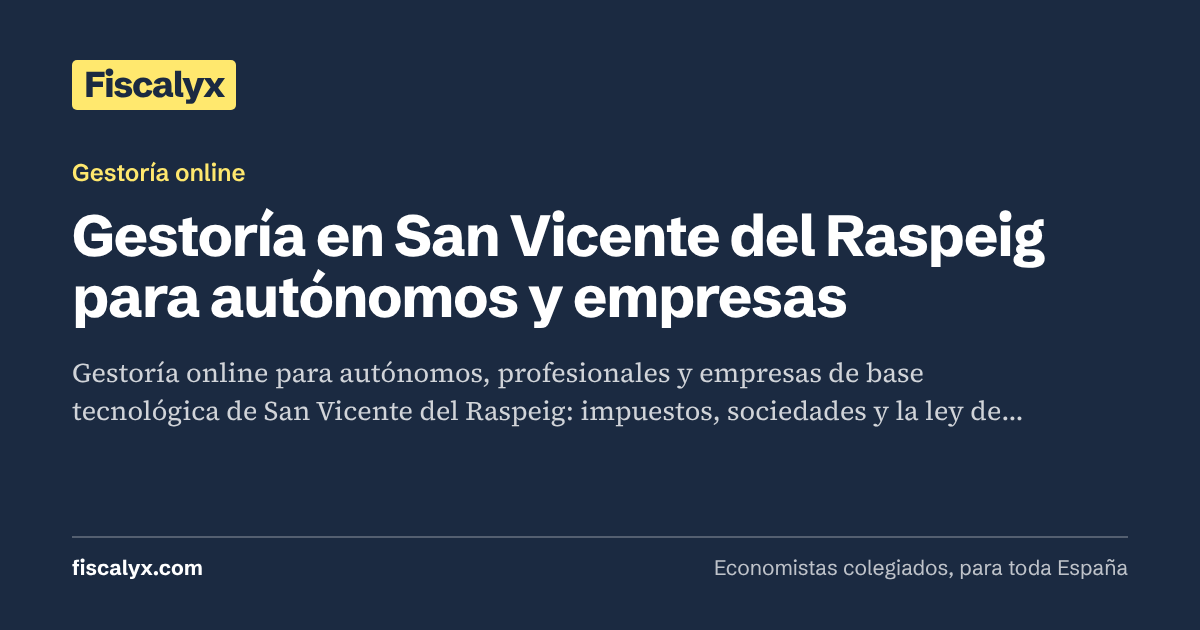 Fiscalyx
Gestoría online
Gestoría en San Vicente del Raspeig
para autónomos y empresas
Gestoría online para autónomos, profesionales y empresas de base
tecnológica de San Vicente del Raspeig: impuestos, sociedades y la ley de...
fiscalyx.com
Economistas colegiados, para toda España